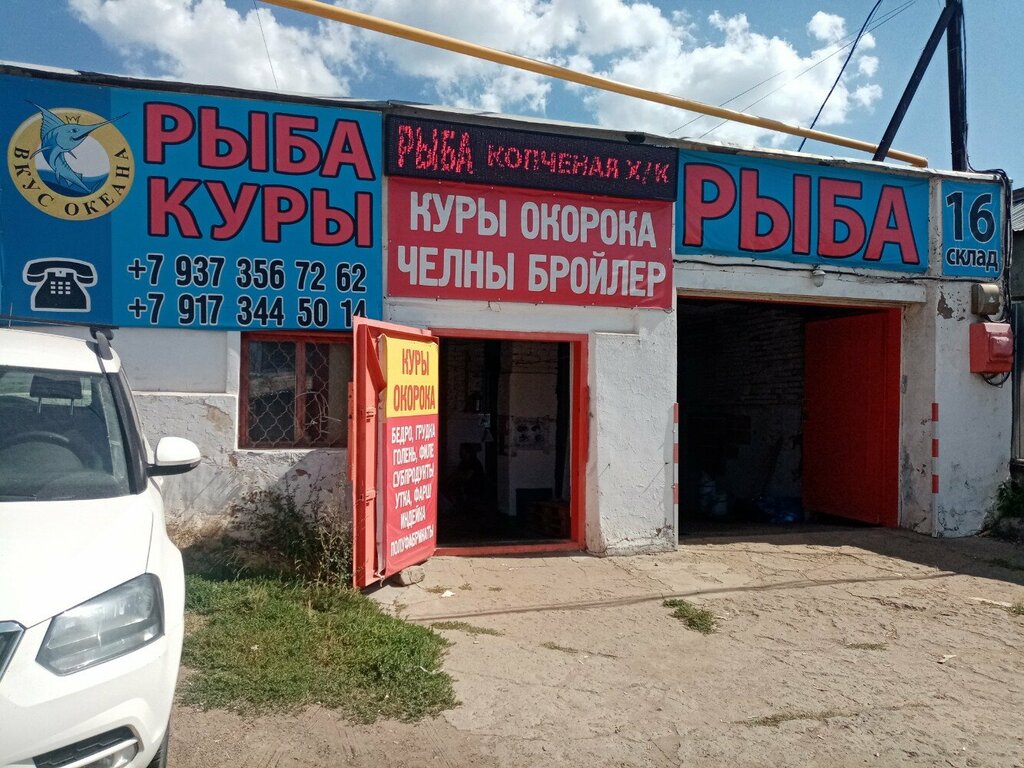 ВКУС ОКЕАНА
РЫБА
КУРЫ
+7 937 356 72 62
+7 917 344 50 14
РЫБА КОПЧЕНАЯ Х/К
КУРЫ ОКОРОКА
ЧЕЛНЫ БРОЙЛЕР
РЫБА
16
склад
КУРЫ
ОКОРОКА
БЕДРО, ГРУДКА
ГОЛЕНЬ, ФИЛЕ
СУБПРОДУКТЫ
УТКА, ФАРШ
ИНДЕЙКА
ПОЛУФАБРИКАТЫ